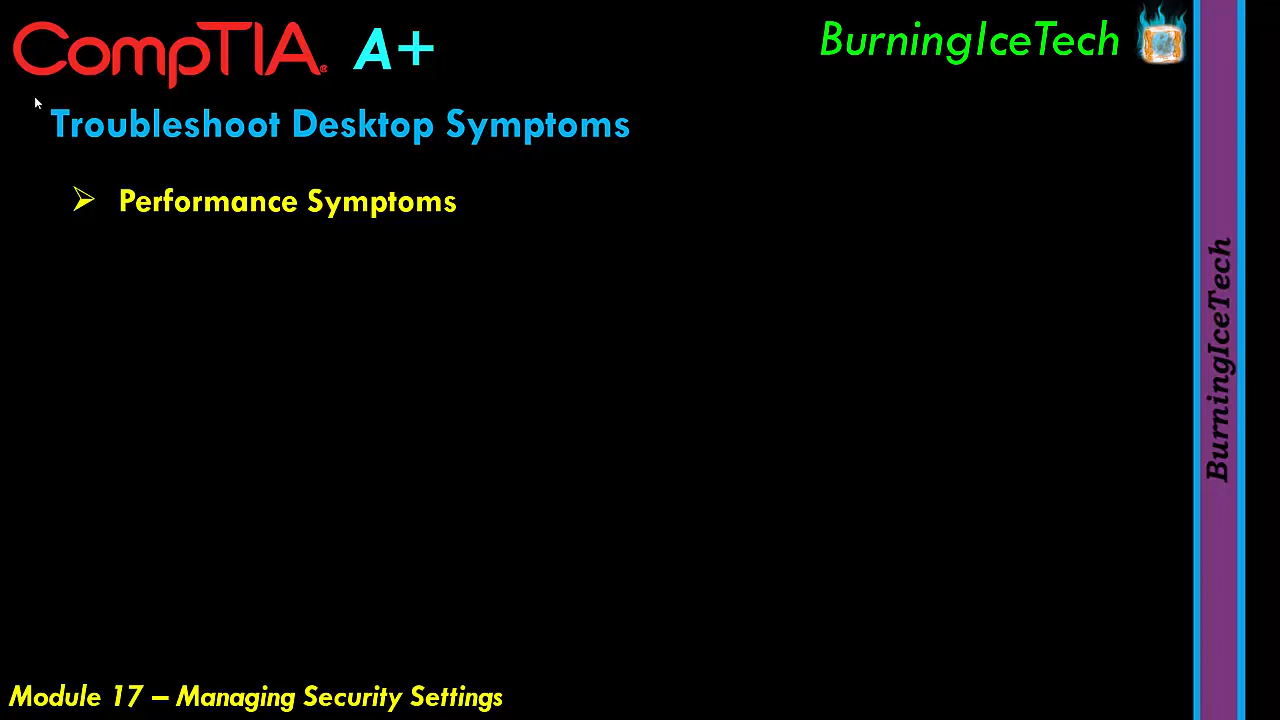 CompTIA® A+
BurningIceTech
Troubleshoot Desktop Symptoms
Performance Symptoms
BurningIceTech
Module 17 – Managing Security Settings